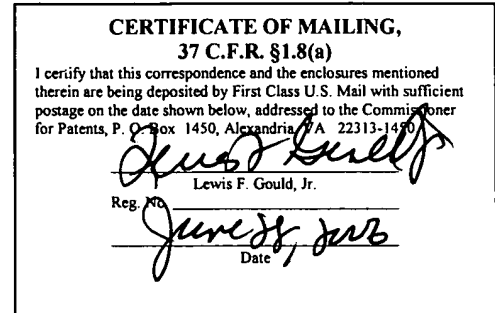 CERTIFICATE OF MAILING,
37 C.F.R. §1.8(a)
I certify that this correspondence and the enclosures mentioned
therein are being deposited by First Class U.S. Mail with sufficient
postage on the date shown below, addressed to the Commissioner
for Patents, P. O. Box 1450, Alexandria, VA 22313-1450.
Lewis F. Gould, Jr.
Reg. No.
June
Date